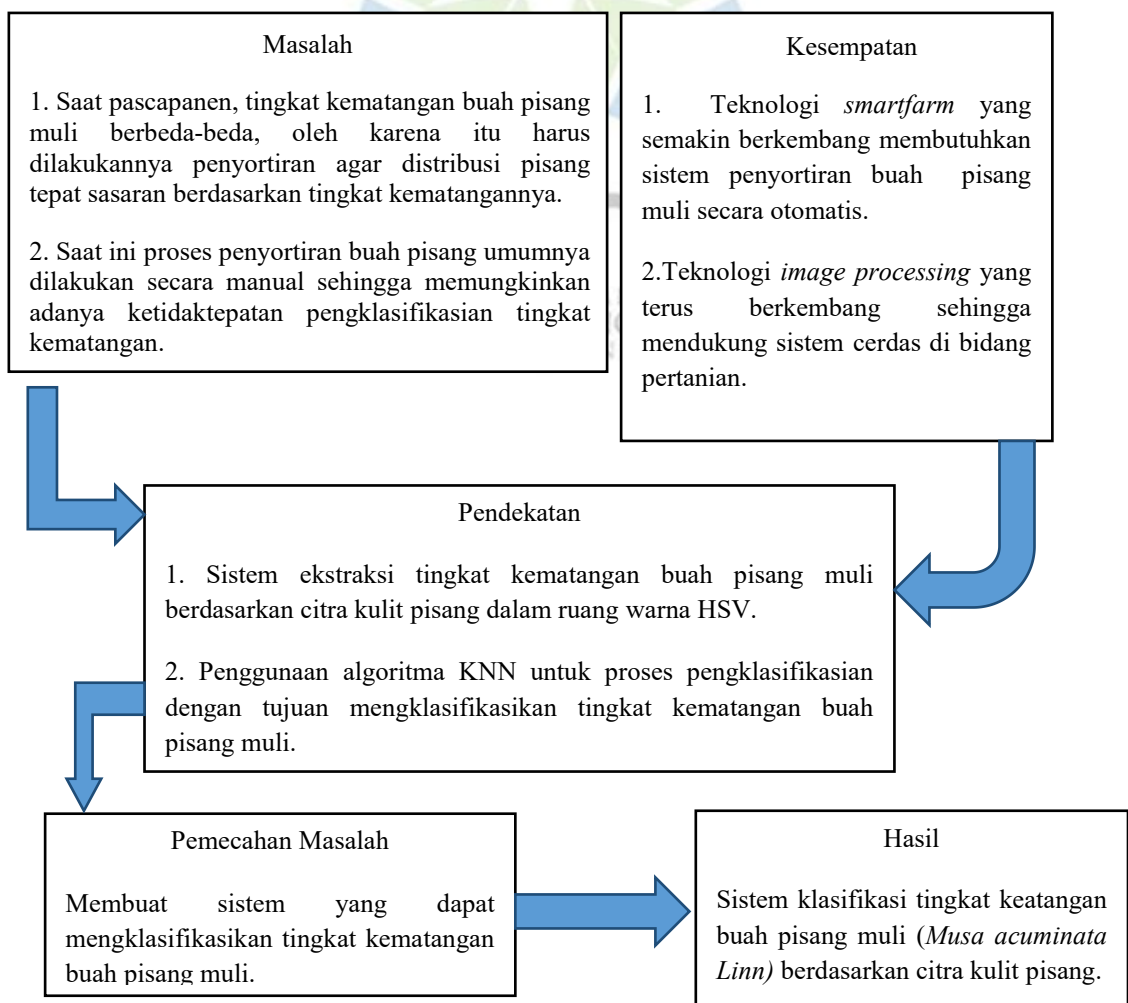 Masalah
1. Saat pascapanen, tingkat kematangan buah pisang
muli berbeda-beda, oleh karena itu harus
dilakukannya penyortiran agar distribusi pisang
tepat sasaran berdasarkan tingkat kematangannya.
2. Saat ini proses penyortiran buah pisang umumnya
dilakukan secara manual sehingga memungkinkan
adanya ketidaktepatan pengklasifikasian tingkat
kematangan.
Kesempatan
1. Teknologi smartfarm yang
semakin berkembang membutuhkan
sistem penyortiran buah pisang
muli secara otomatis.
2.Teknologi image processing yang
terus berkembang sehingga
mendukung sistem cerdas di bidang
pertanian.
Pendekatan
1. Sistem ekstraksi tingkat kematangan buah pisang muli
berdasarkan citra kulit pisang dalam ruang warna HSV.
2. Penggunaan algoritma KNN untuk proses pengklasifikasian
dengan tujuan mengklasifikasikan tingkat kematangan buah
pisang muli.
Pemecahan Masalah
Membuat sistem yang dapat
mengklasifikasikan tingkat kematangan
buah pisang muli.
Hasil
Sistem klasifikasi tingkat keatangan
buah pisang muli (Musa acuminata
Linn) berdasarkan citra kulit pisang.